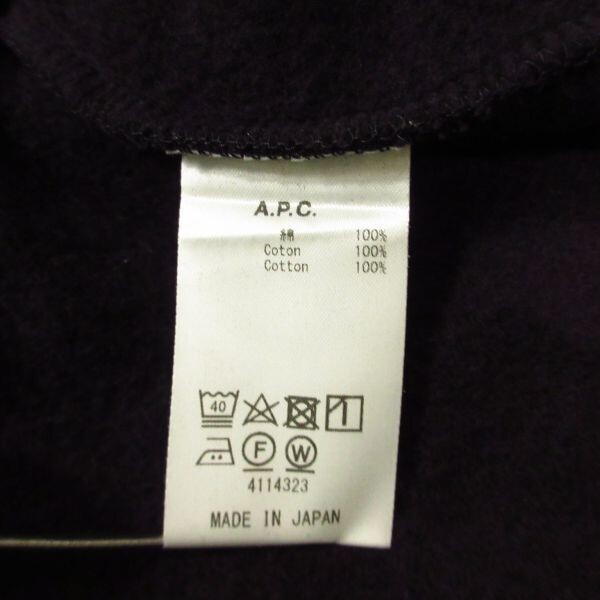 A.P.C.
綿 100%
Coton 100%
Cotton 100%
40
F W
4114323
MADE IN JAPAN